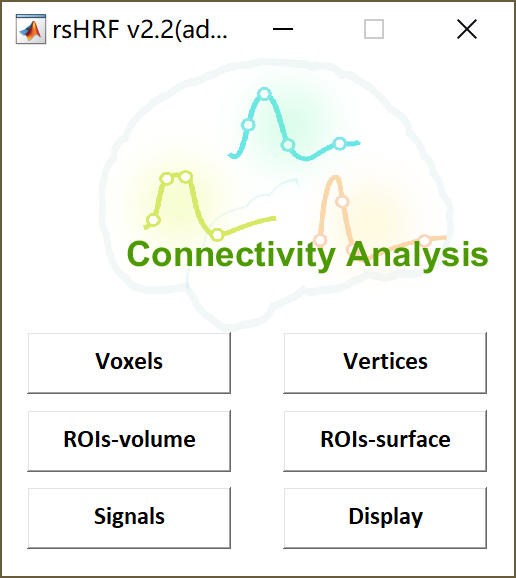 rsHRF v2.2(ad...
Connectivity Analysis
Voxels
Vertices
ROIs-volume
ROIs-surface
Signals
Display